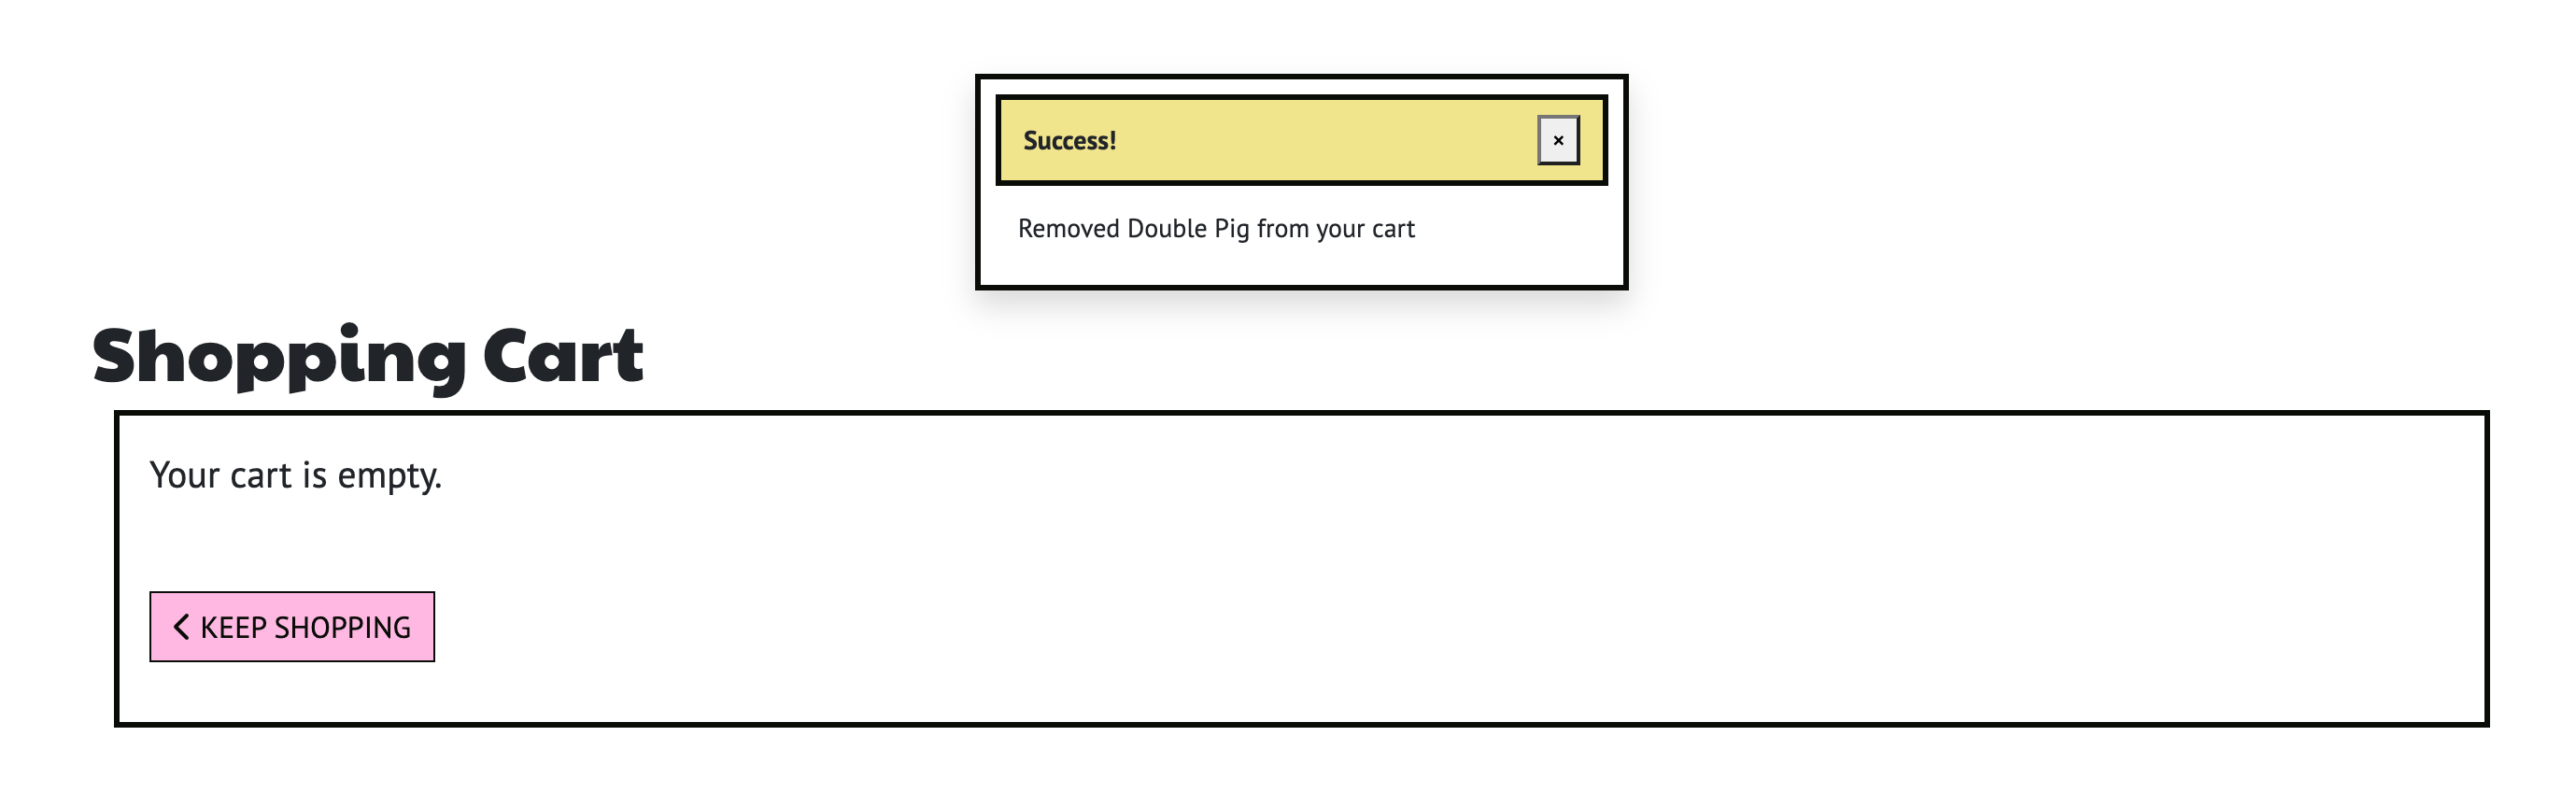 Success!
×
Removed Double Pig from your cart
Shopping Cart
Your cart is empty.
KEEP SHOPPING